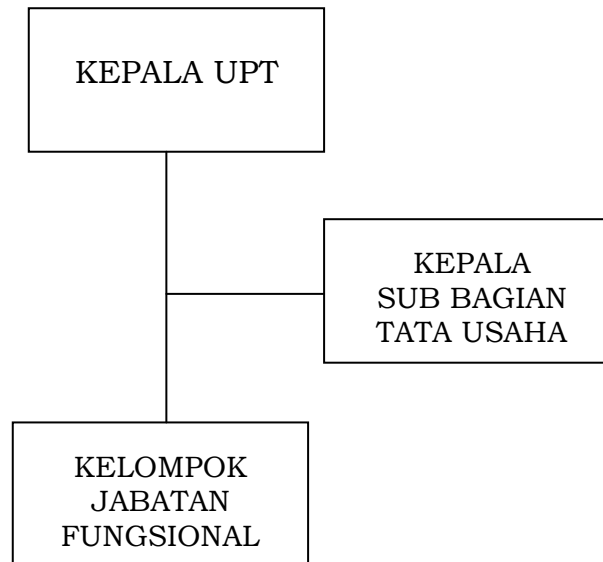 KEPALA UPT
KEPALA
SUB BAGIAN
TATA USAHA
KELOMPOK
JABATAN
FUNGSIONAL